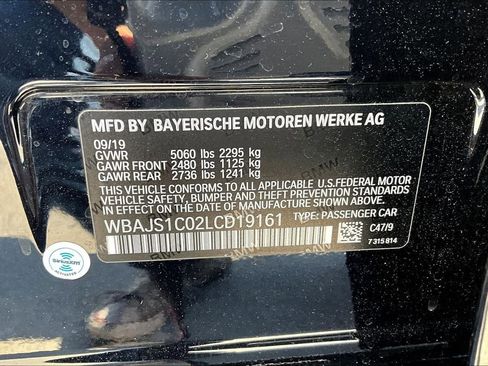 MFD BY BAYERISCHE MOTOREN WERKE AG
09/19
GVWR 5060 lbs 2295 kg
GAWR FRONT 2480 lbs 1125 kg
GAWR REAR 2736 lbs 1241 kg
THIS VEHICLE CONFORMS TO ALL APPLICABLE U.S.FEDERAL MOTOR
VEHICLE SAFETY, BUMPER AND THEFT PREVENTION STANDARDS
IN EFFECT ON THE DATE OF MANUFACTURE SHOWN ABOVE.
WBAJS1C02LCD19161 TYPE: PASSENGER CAR
C47/9
7 315 814
SiriusXM
ACTIVATED